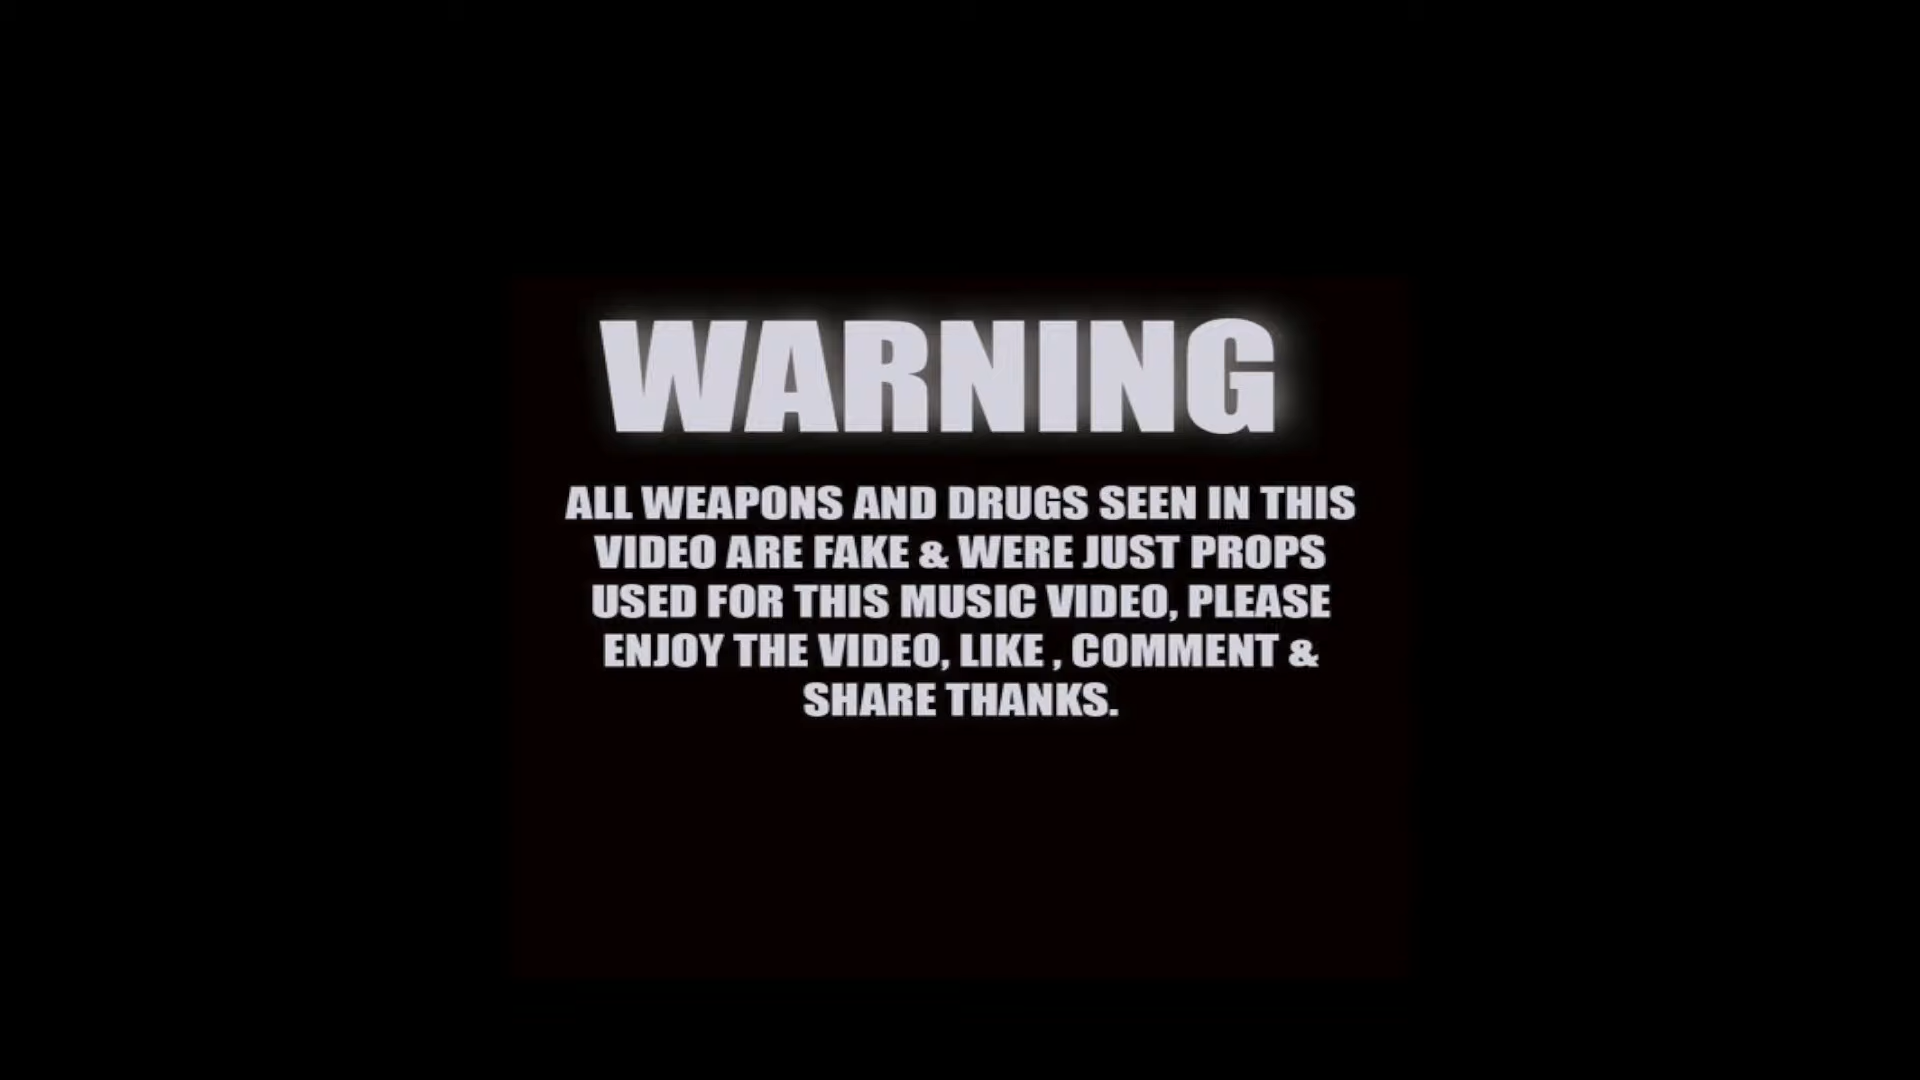 WARNING
ALL WEAPONS AND DRUGS SEEN IN THIS
VIDEO ARE FAKE & WERE JUST PROPS
USED FOR THIS MUSIC VIDEO, PLEASE
ENJOY THE VIDEO, LIKE , COMMENT &
SHARE THANKS.